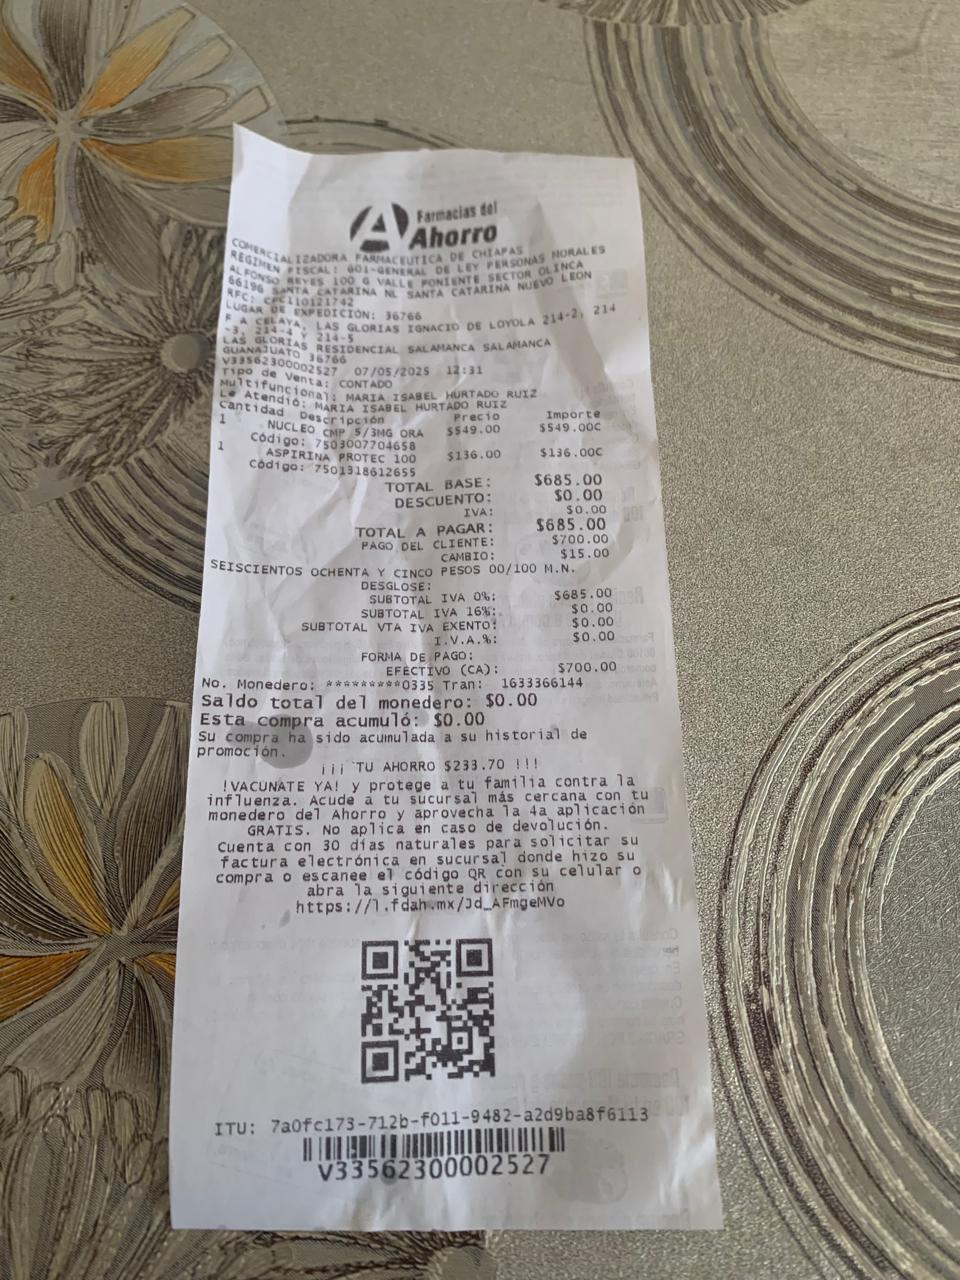 Farmacias del
Ahorro
COMERCIALIZADORA FARMACEUTICA DE CHIAPAS
REGIMEN FISCAL: 601-GENERAL DE LEY PERSONAS MORALES
ALFONSO REYES 100 G VALLE PONIENTE SECTOR OLINCA
66196 SANTA CATARINA NL SANTA CATARINA NUEVO LEON
RFC: CFC110121742
LUGAR DE EXPEDICIÓN: 36766
F A CELAYA, LAS GLORIAS IGNACIO DE LOYOLA 214-2, 214
-3, 214-4 Y 214-5
LAS GLORIAS RESIDENCIAL SALAMANCA SALAMANCA
GUANAJUATO 36766
V33562300002527 07/05/2025 12:31
Tipo de Venta: CONTADO
Multifuncional: MARIA ISABEL HURTADO RUIZ
Le Atendió: MARIA ISABEL HURTADO RUIZ
Cantidad Descripción Precio Importe
1 NUCLEO CMP 5/3MG ORA $549.00 $549.00C
Código: 7503007704658
1 ASPIRINA PROTEC 100 $136.00 $136.00C
Código: 7501318612655
TOTAL BASE: $685.00
DESCUENTO: $0.00
IVA: $0.00
TOTAL A PAGAR: $685.00
PAGO DEL CLIENTE: $700.00
CAMBIO: $15.00
SEISCIENTOS OCHENTA Y CINCO PESOS 00/100 M.N.
DESGLOSE:
SUBTOTAL IVA 0%: $685.00
SUBTOTAL IVA 16%: $0.00
SUBTOTAL VTA IVA EXENTO: $0.00
I.V.A.%: $0.00
FORMA DE PAGO:
EFECTIVO (CA): $700.00
No. Monedero: *********0335 Tran: 1633366144
Saldo total del monedero: $0.00
Esta compra acumuló: $0.00
Su compra ha sido acumulada a su historial de
promoción.
¡¡¡ TU AHORRO $233.70 !!!
!VACUNATE YA! y protege a tu familia contra la
influenza. Acude a tu sucursal más cercana con tu
monedero del Ahorro y aprovecha la 4a aplicación
GRATIS. No aplica en caso de devolución.
Cuenta con 30 días naturales para solicitar su
factura electrónica en sucursal donde hizo su
compra o escanee el código QR con su celular o
abra la siguiente dirección
https://l.fdah.mx/Jd_AFmgeMVo
ITU: 7a0fc173-712b-f011-9482-a2d9ba8f6113
V33562300002527